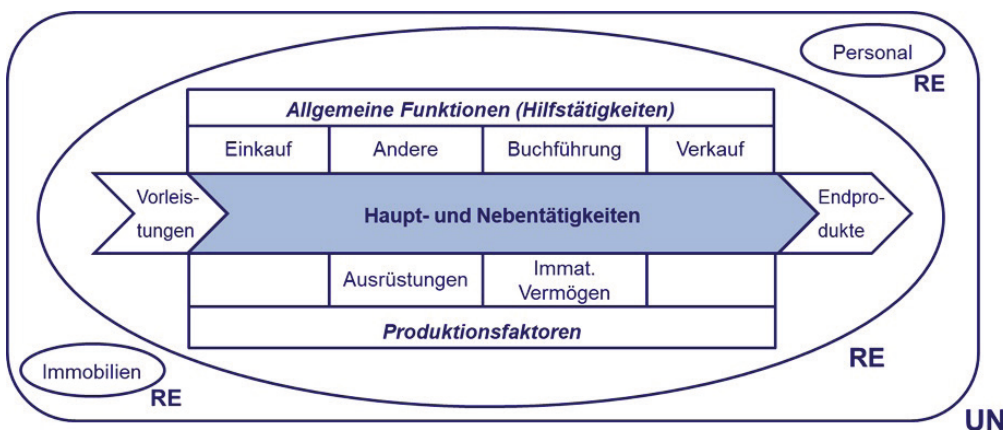 Personal
RE
Allgemeine Funktionen (Hilfstätigkeiten)
Einkauf
Andere
Buchführung
Verkauf
Vorleis-
tungen
Haupt- und Nebentätigkeiten
Endpro-
dukte
Ausrüstungen
Immat.
Vermögen
Produktionsfaktoren
Immobilien
RE
RE
UN